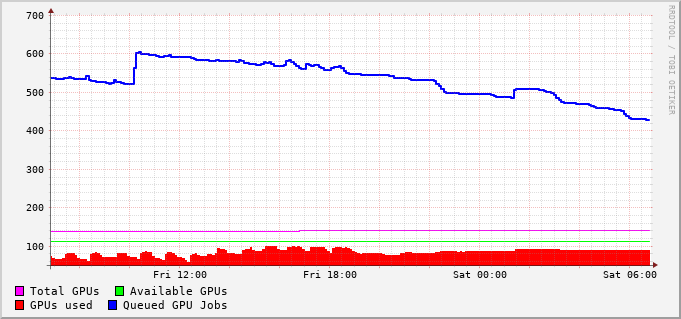 700
600
500
400
300
200
100
Fri 12:00 Fri 18:00 Sat 00:00 Sat 06:00
Total GPUs Available GPUs
GPUs used Queued GPU Jobs
RRDTOOL / TOBI OETIKER